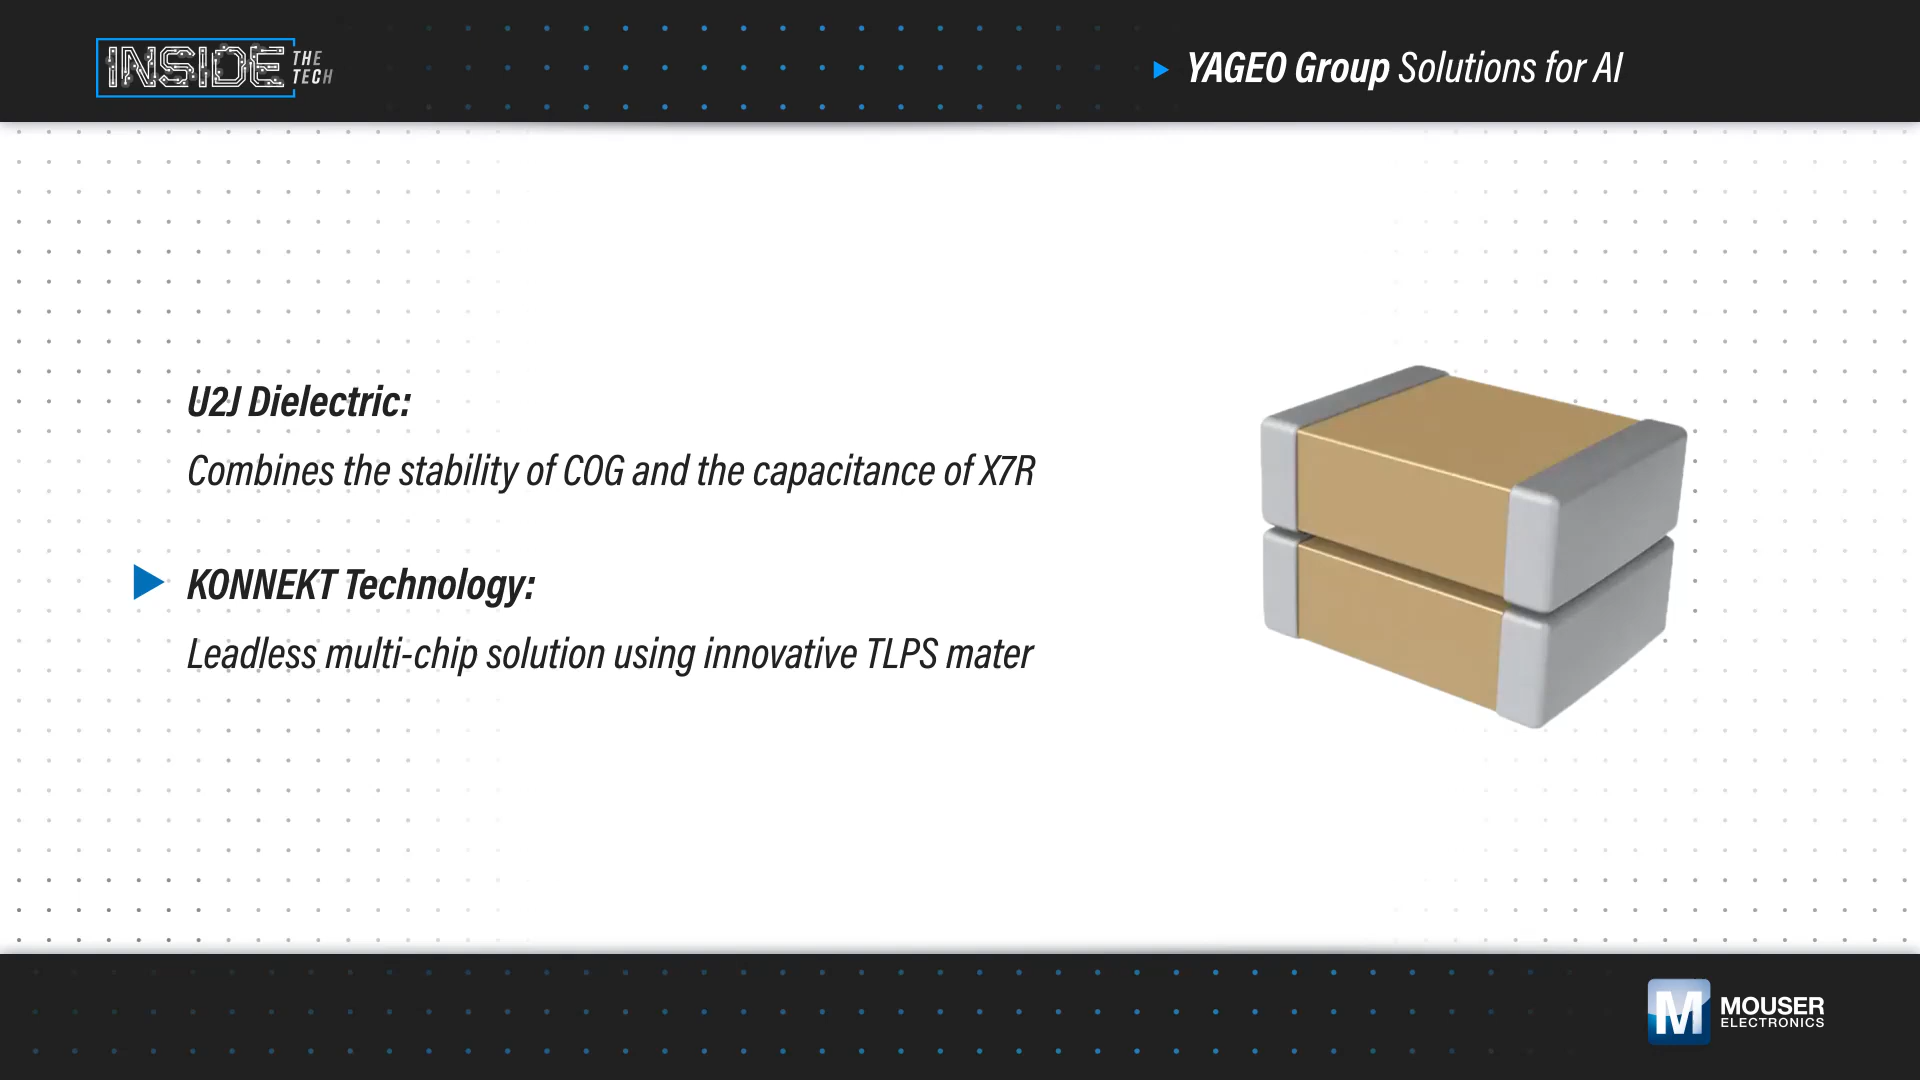 INSIDE THE TECH
YAGEO Group Solutions for AI
U2J Dielectric:
Combines the stability of COG and the capacitance of X7R
KONNEKT Technology:
Leadless multi-chip solution using innovative TLPS mater
M MOUSER
ELECTRONICS